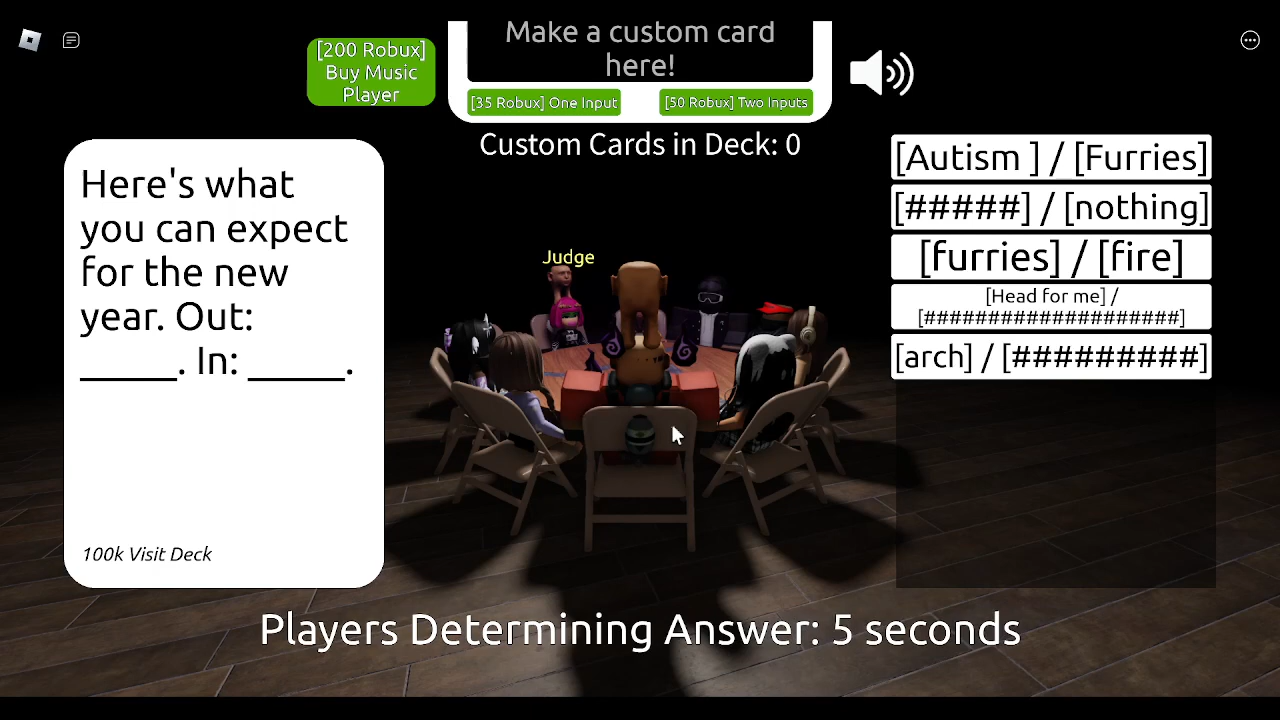 [200 Robux]
Buy Music
Player
Make a custom card
here!
[35 Robux] One Input
[50 Robux] Two Inputs
Custom Cards in Deck: 0
Here's what
you can expect
for the new
year. Out:
_____. In: _____.
100k Visit Deck
Judge
[Autism ] / [Furries]
[#####] / [nothing]
[furries] / [fire]
[Head for me] /
[####################]
[arch] / [#########]
Players Determining Answer: 5 seconds